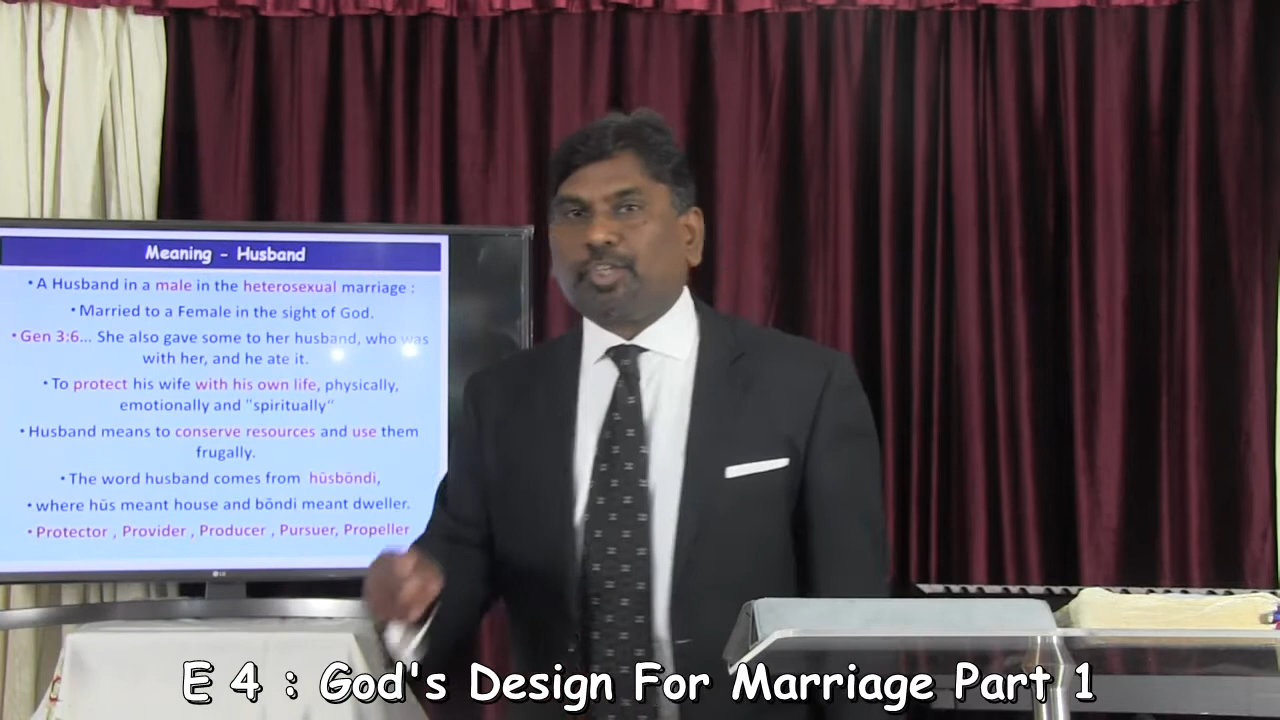 Meaning - Husband
• A Husband in a male in the heterosexual marriage :
• Married to a Female in the sight of God.
• Gen 3:6... She also gave some to her husband, who was
with her, and he ate it.
• To protect his wife with his own life, physically,
emotionally and "spiritually"
• Husband means to conserve resources and use them
frugally.
• The word husband comes from hūsbōndi,
• where hūs meant house and bōndi meant dweller.
• Protector , Provider , Producer , Pursuer, Propeller
LG
E 4 : God's Design For Marriage Part 1